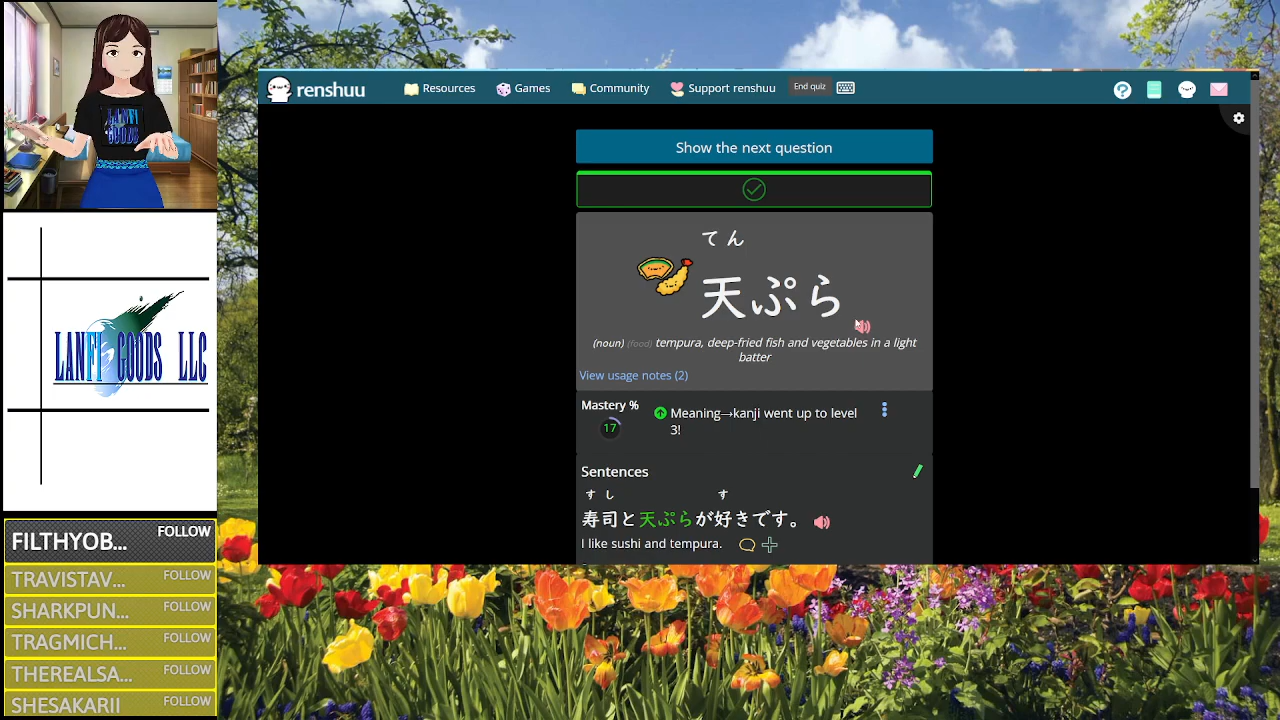 LANFI
GOODS
LANFI GOODS LLC
FILTHYOB... FOLLOW
TRAVISTAV... FOLLOW
SHARKPUN... FOLLOW
TRAGMICH... FOLLOW
THEREALSA... FOLLOW
SHESAKARII FOLLOW
renshuu Resources Games Community Support renshuu End quiz
Show the next question
てん
天ぷら
(noun) (food) tempura, deep-fried fish and vegetables in a light
batter
View usage notes (2)
Mastery %
17
Meaning→kanji went up to level
3!
Sentences
すし す
寿司と天ぷらが好きです。
I like sushi and tempura.